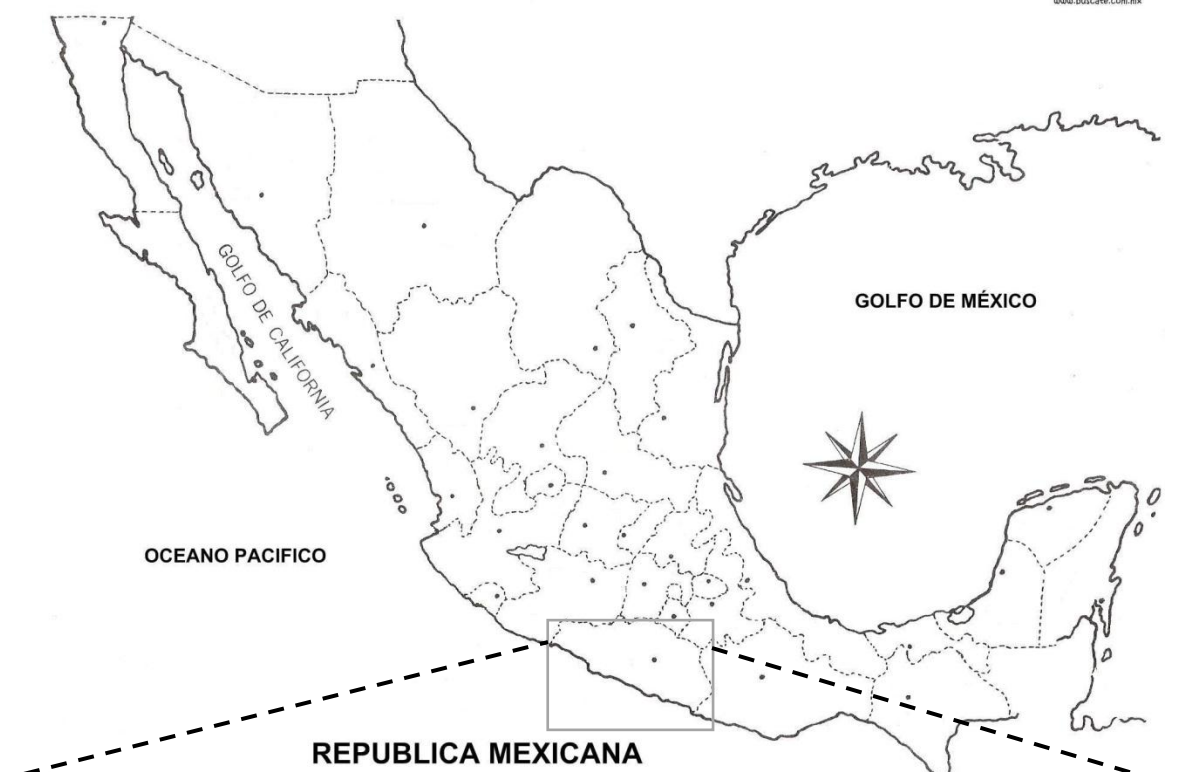 GOLFO DE CALIFORNIA
GOLFO DE MÉXICO
OCEANO PACIFICO
REPUBLICA MEXICANA